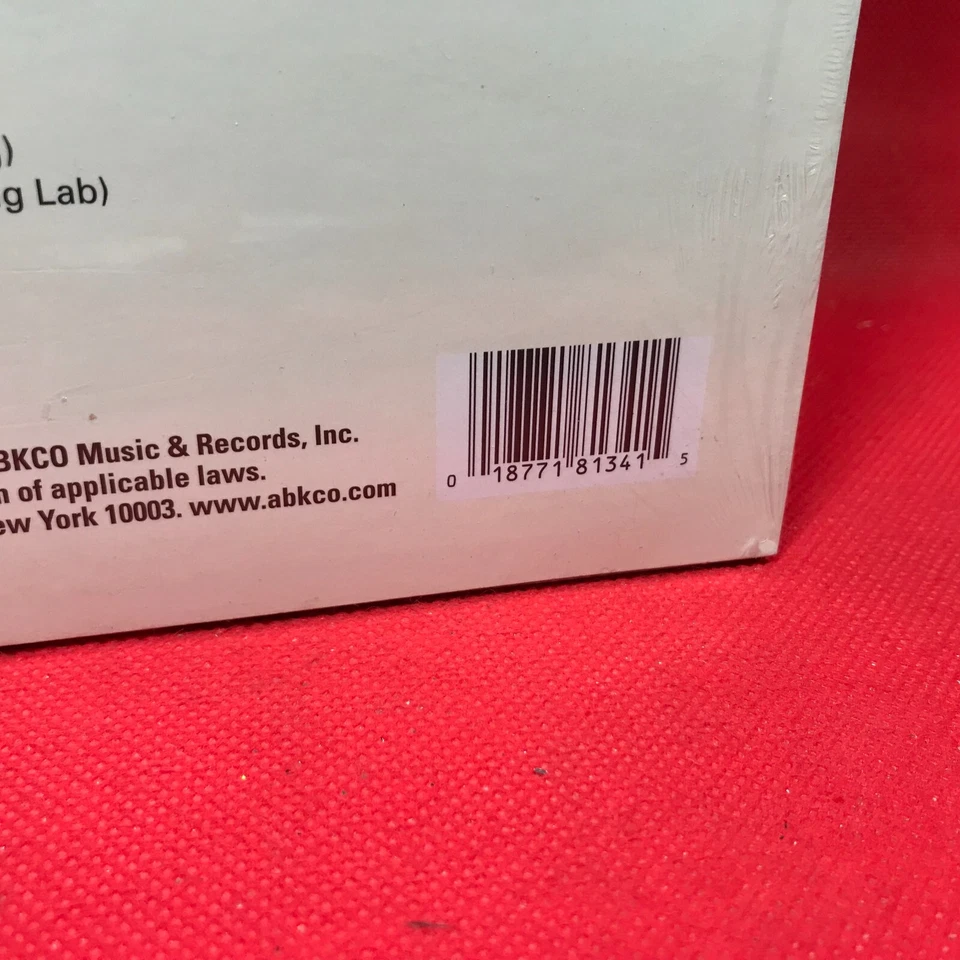 )
g Lab)
BKCO Music & Records, Inc.
n of applicable laws.
ew York 10003. www.abkco.com
0 18771 81341 5